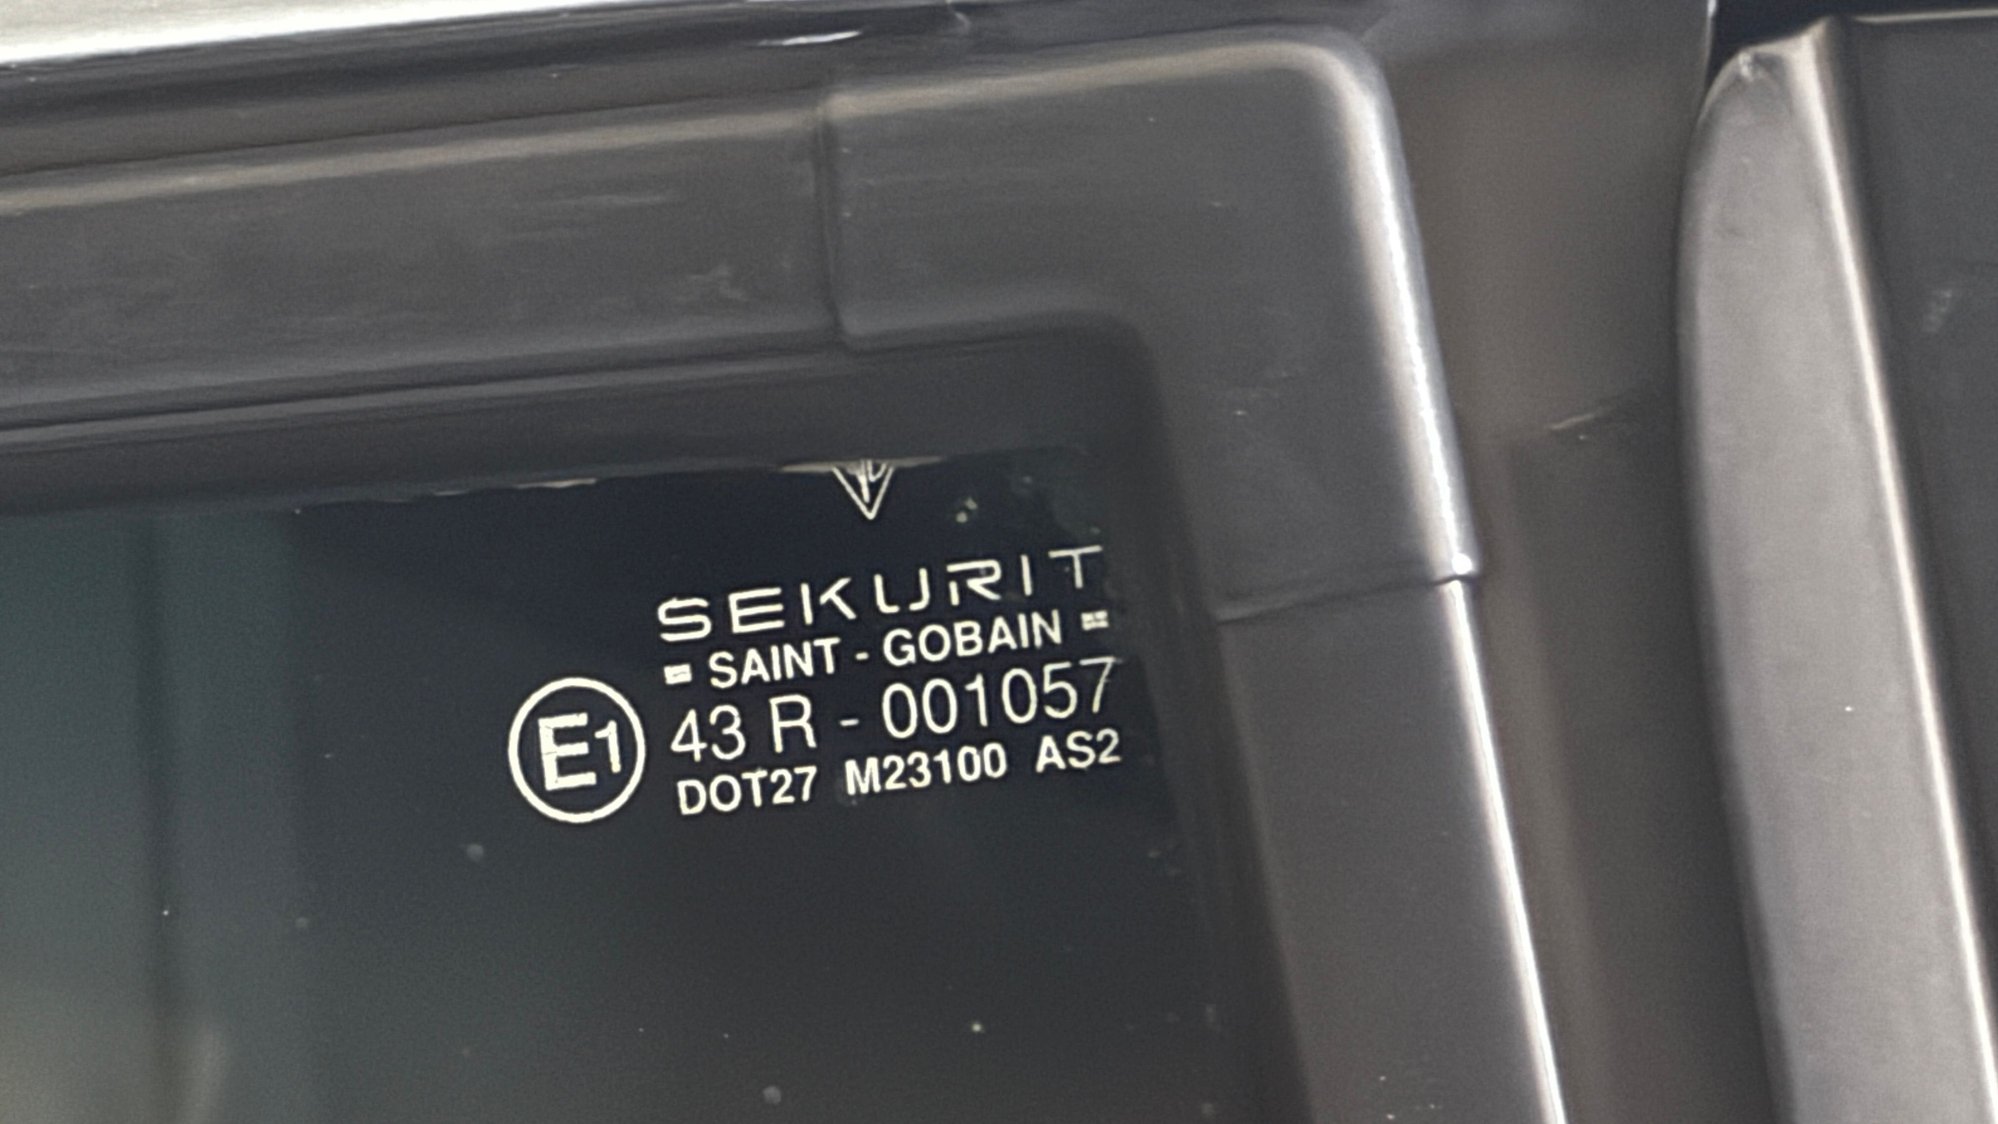 SEKURIT
SAINT - GOBAIN
E1 43 R - 001057
DOT27 M23100 AS2